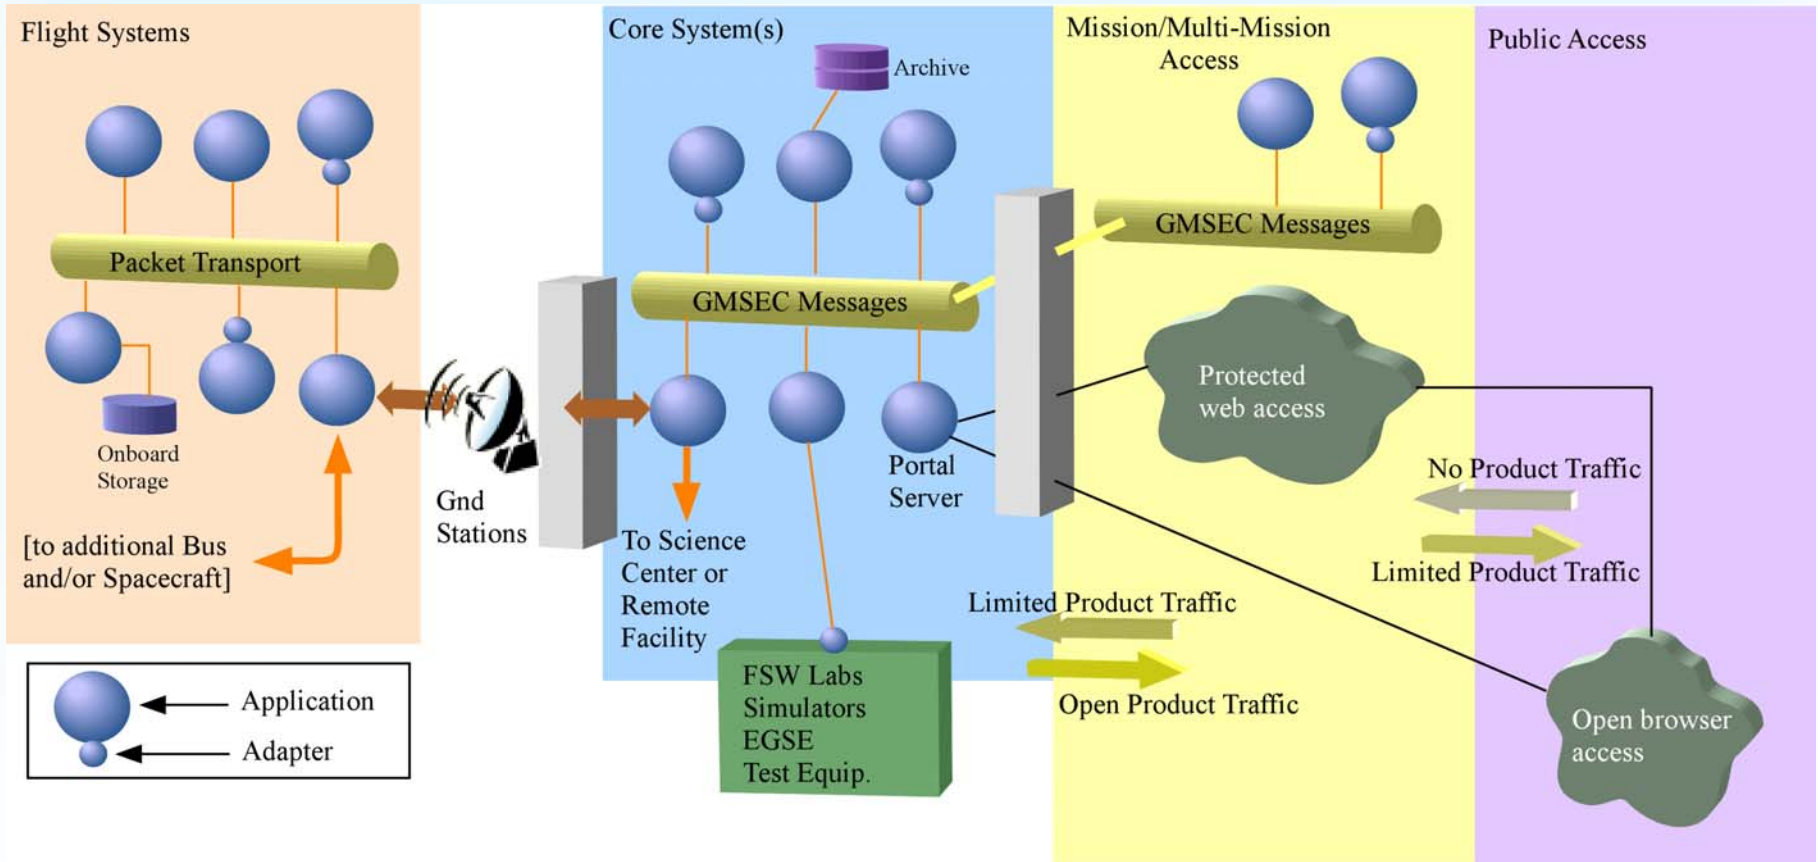 Flight Systems
Packet Transport
Onboard
Storage
[to additional Bus
and/or Spacecraft]
Application
Adapter
Gnd
Stations
Core System(s)
Archive
GMSEC Messages
Portal
Server
To Science
Center or
Remote
Facility
FSW Labs
Simulators
EGSE
Test Equip.
Mission/Multi-Mission
Access
GMSEC Messages
Protected
web access
Limited Product Traffic
Open Product Traffic
Public Access
No Product Traffic
Limited Product Traffic
Open browser
access